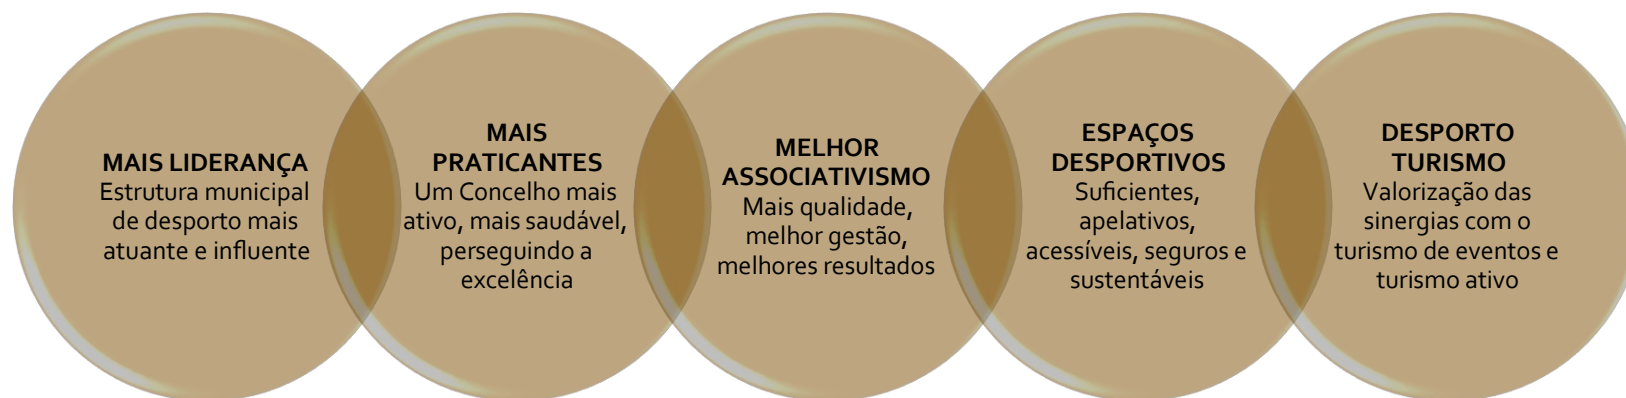 MAIS LIDERANÇA
Estrutura municipal
de desporto mais
atuante e influente
MAIS
PRATICANTES
Um Concelho mais
ativo, mais saudável,
perseguindo a
excelência
MELHOR
ASSOCIATIVISMO
Mais qualidade,
melhor gestão,
melhores resultados
ESPAÇOS
DESPORTIVOS
Suficientes,
apelativos,
acessíveis, seguros e
sustentáveis
DESPORTO
TURISMO
Valorização das
sinergias com o
turismo de eventos e
turismo ativo